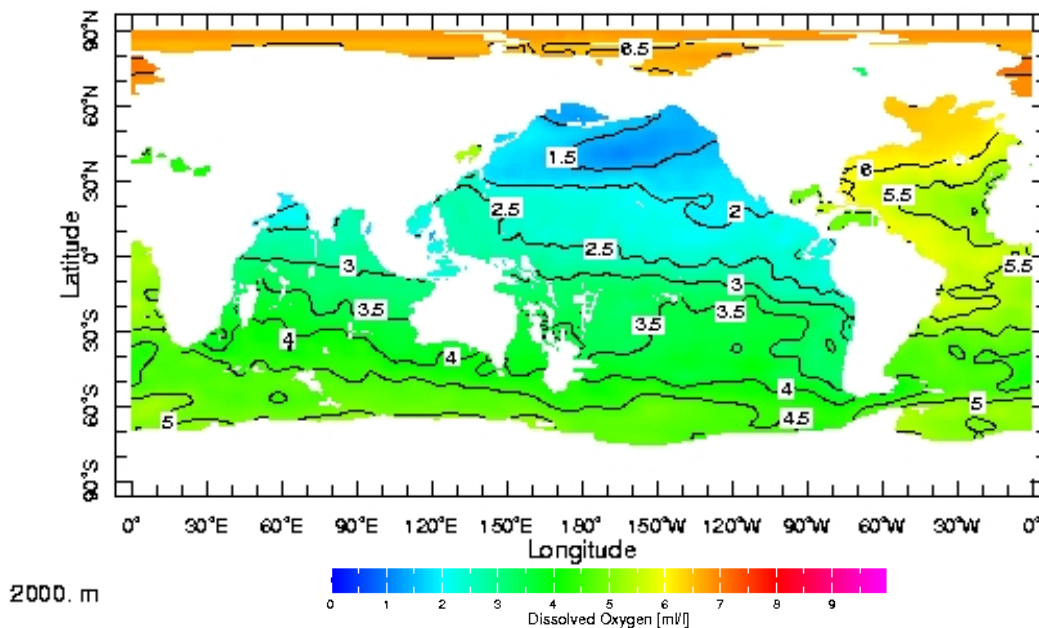 90°N
60°N
30°N
0°
30°S
60°S
90°S
Latitude
6.5
1.5
2.5
2
2.5
3
3
3.5
3.5
3.5
4
4
4
4.5
5
5
6
5.5
5.5
0° 30°E 60°E 90°E 120°E 150°E 180° 150°W 120°W 90°W 60°W 30°W 0°
Longitude
2000. m
0 1 2 3 4 5 6 7 8 9
Dissolved Oxygen [ml/l]